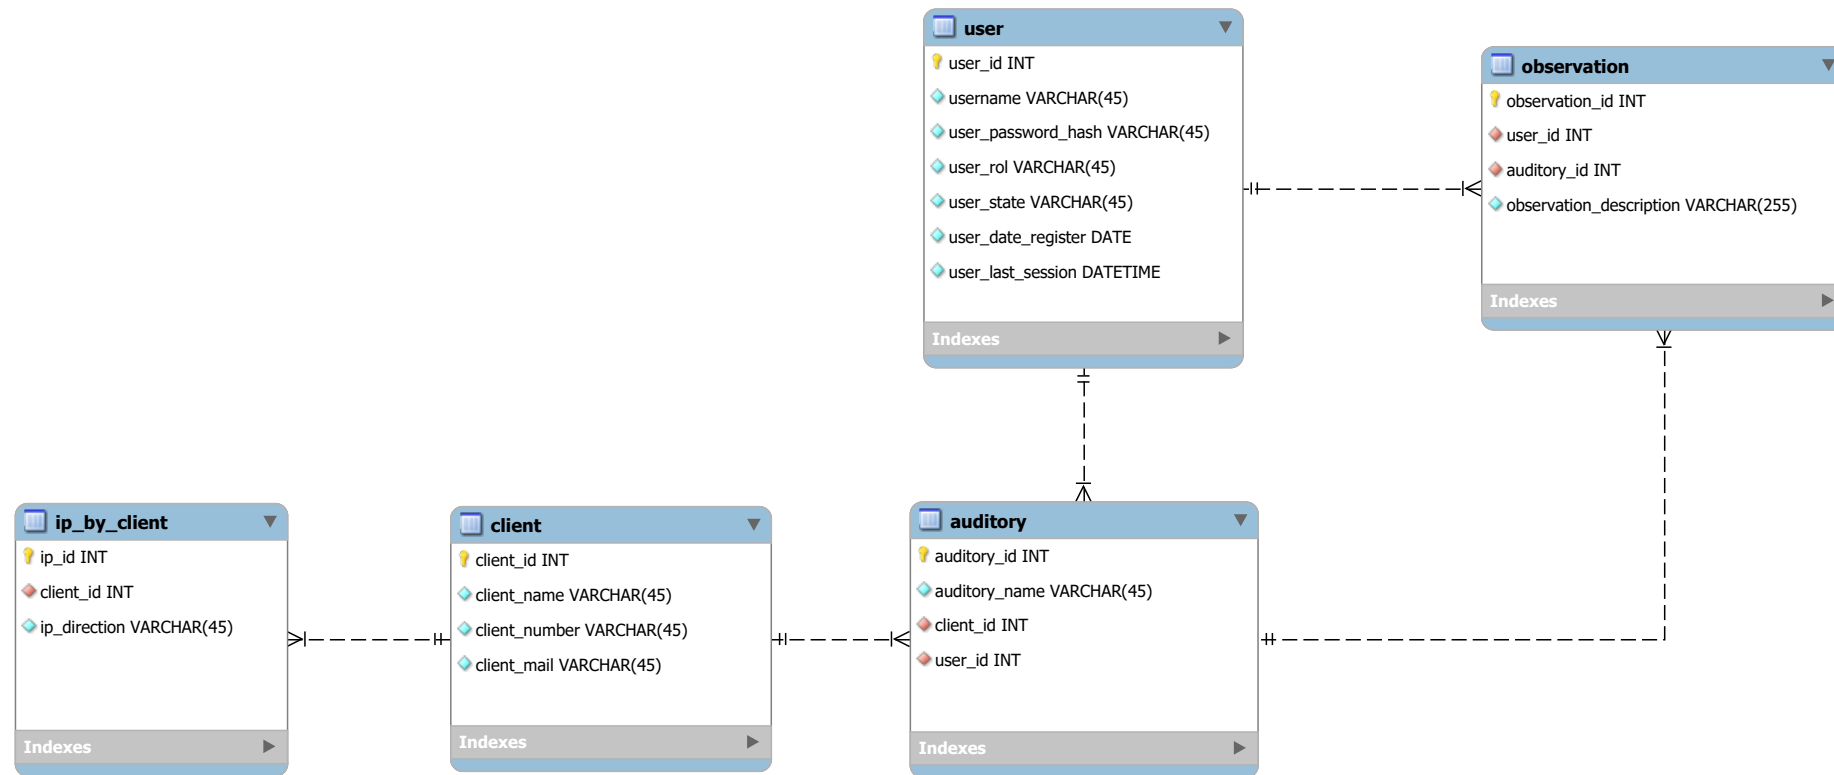 user
user_id INT
username VARCHAR(45)
user_password_hash VARCHAR(45)
user_rol VARCHAR(45)
user_state VARCHAR(45)
user_date_register DATE
user_last_session DATETIME
Indexes
observation
observation_id INT
user_id INT
auditory_id INT
observation_description VARCHAR(255)
Indexes
ip_by_client
ip_id INT
client_id INT
ip_direction VARCHAR(45)
Indexes
client
client_id INT
client_name VARCHAR(45)
client_number VARCHAR(45)
client_mail VARCHAR(45)
Indexes
auditory
auditory_id INT
auditory_name VARCHAR(45)
client_id INT
user_id INT
Indexes